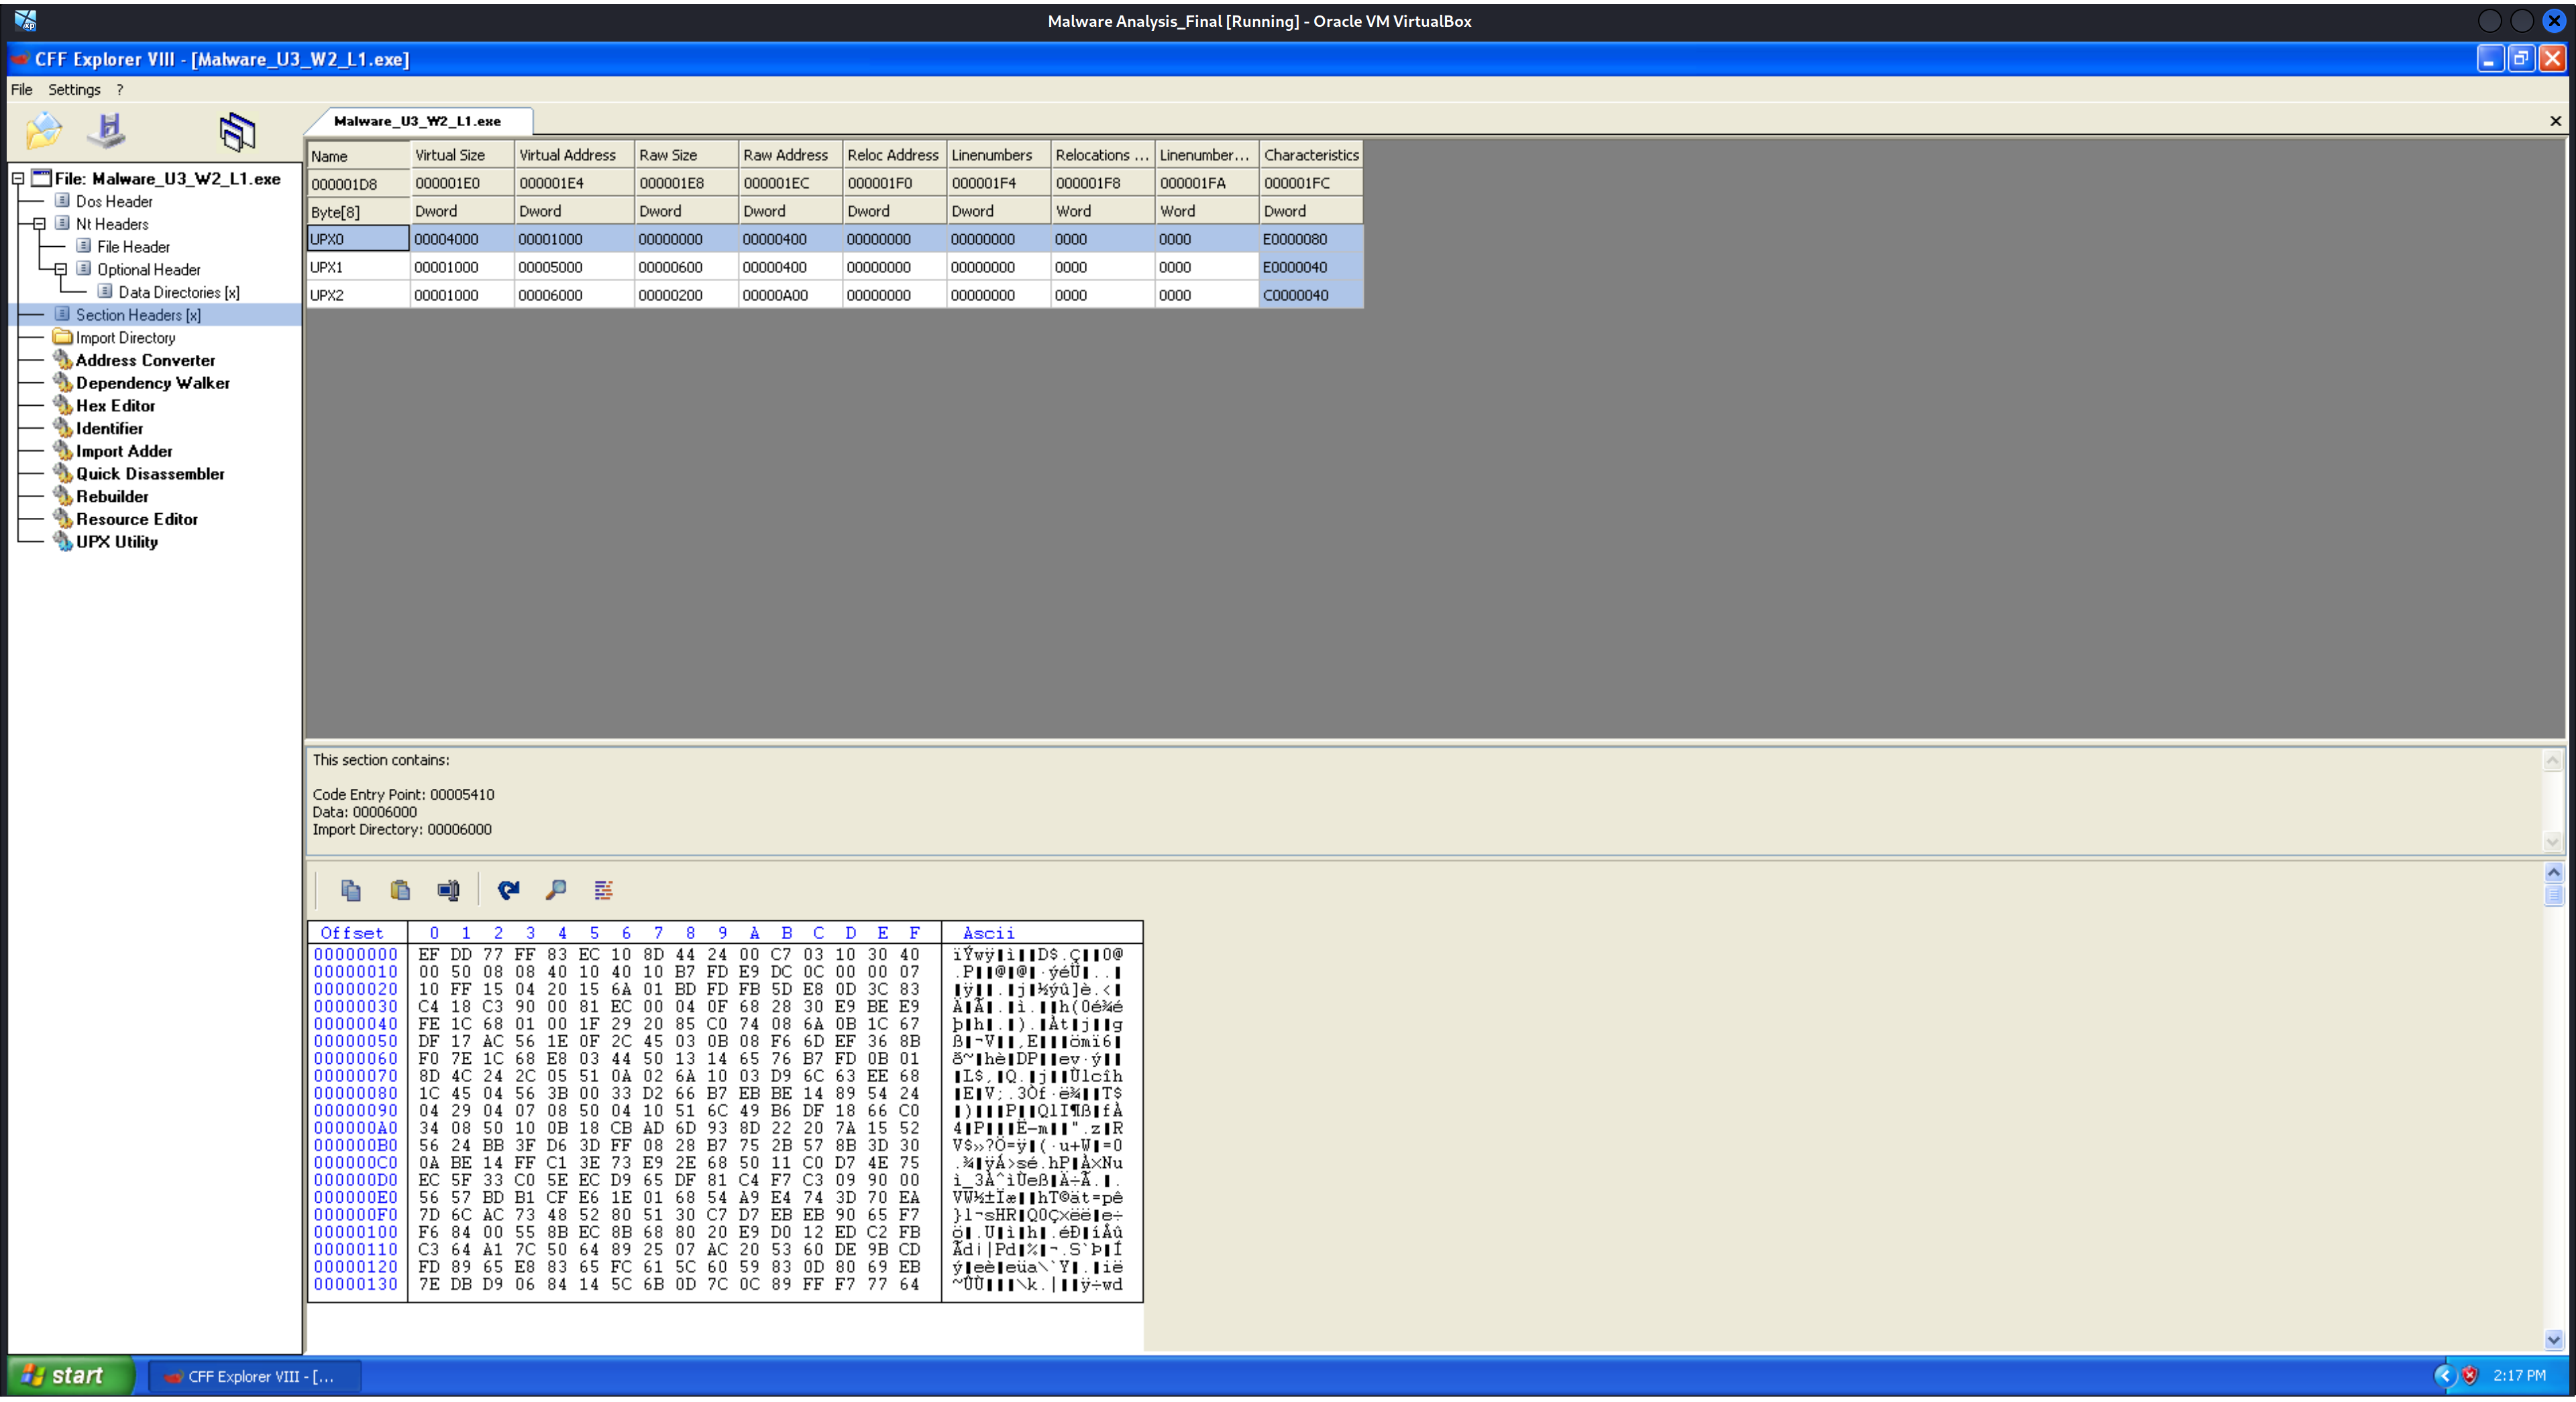 Malware Analysis_Final [Running] - Oracle VM VirtualBox
CFF Explorer VIII - [Malware_U3_W2_L1.exe]
File Settings ?
Malware_U3_W2_L1.exe
File: Malware_U3_W2_L1.exe
Dos Header
Nt Headers
File Header
Optional Header
Data Directories [x]
Section Headers [x]
Import Directory
Address Converter
Dependency Walker
Hex Editor
Identifier
Import Adder
Quick Disassembler
Rebuilder
Resource Editor
UPX Utility
Name Virtual Size Virtual Address Raw Size Raw Address Reloc Address Linenumbers Relocations ... Linenumber... Characteristics
000001D8 000001E0 000001E4 000001E8 000001EC 000001F0 000001F4 000001F8 000001FA 000001FC
Byte[8] Dword Dword Dword Dword Dword Dword Word Word Dword
UPX0 00004000 00001000 00000000 00000400 00000000 00000000 0000 0000 E0000080
UPX1 00001000 00005000 00000600 00000400 00000000 00000000 0000 0000 E0000040
UPX2 00001000 00006000 00000200 00000A00 00000000 00000000 0000 0000 C0000040
This section contains:
Code Entry Point: 00005410
Data: 00006000
Import Directory: 00006000
Offset 0 1 2 3 4 5 6 7 8 9 A B C D E F Ascii
00000000 EF DD 77 FF 83 EC 10 8D 44 24 00 C7 03 10 30 40
00000010 00 50 08 08 40 10 40 10 B7 FD E9 DC 0C 00 00 07
00000020 10 FF 15 04 20 15 6A 01 BD FD FB 5D E8 0D 3C 83
00000030 C4 18 C3 90 00 81 EC 00 04 0F 68 28 30 E9 BE E9
00000040 FE 1C 68 01 00 1F 29 20 85 C0 74 08 6A 0B 1C 67
00000050 DF 17 AC 56 1E 0F 2C 45 03 0B 08 F6 6D EF 36 8B
00000060 F0 7E 1C 68 E8 03 44 50 13 14 65 76 B7 FD 0B 01
00000070 8D 4C 24 2C 05 51 0A 02 6A 10 03 D9 6C 63 EE 68
00000080 1C 45 04 56 3B 00 33 D2 66 B7 EB BE 14 89 54 24
00000090 04 29 04 07 08 50 04 10 51 6C 49 B6 DF 18 66 C0
000000A0 34 08 50 10 0B 18 CB AD 6D 93 8D 22 20 7A 15 52
000000B0 56 24 BB 3F D6 3D FF 08 28 B7 75 2B 57 8B 3D 30
000000C0 0A BE 14 FF C1 3E 73 E9 2E 68 50 11 C0 D7 4E 75
000000D0 EC 5F 33 C0 5E EC D9 65 DF 81 C4 F7 C3 09 90 00
000000E0 56 57 BD B1 CF E6 1E 01 68 54 A9 E4 74 3D 70 EA
000000F0 7D 6C AC 73 48 52 80 51 30 C7 D7 EB EB 90 65 F7
00000100 F6 84 00 55 8B EC 8B 68 80 20 E9 D0 12 ED C2 FB
00000110 C3 64 A1 7C 50 64 89 25 07 AC 20 53 60 DE 9B CD
00000120 FD 89 65 E8 83 65 FC 61 5C 60 59 83 0D 80 69 EB
00000130 7E DB D9 06 84 14 5C 6B 0D 7C 0C 89 FF F7 77 64
start
CFF Explorer VIII - [...
2:17 PM